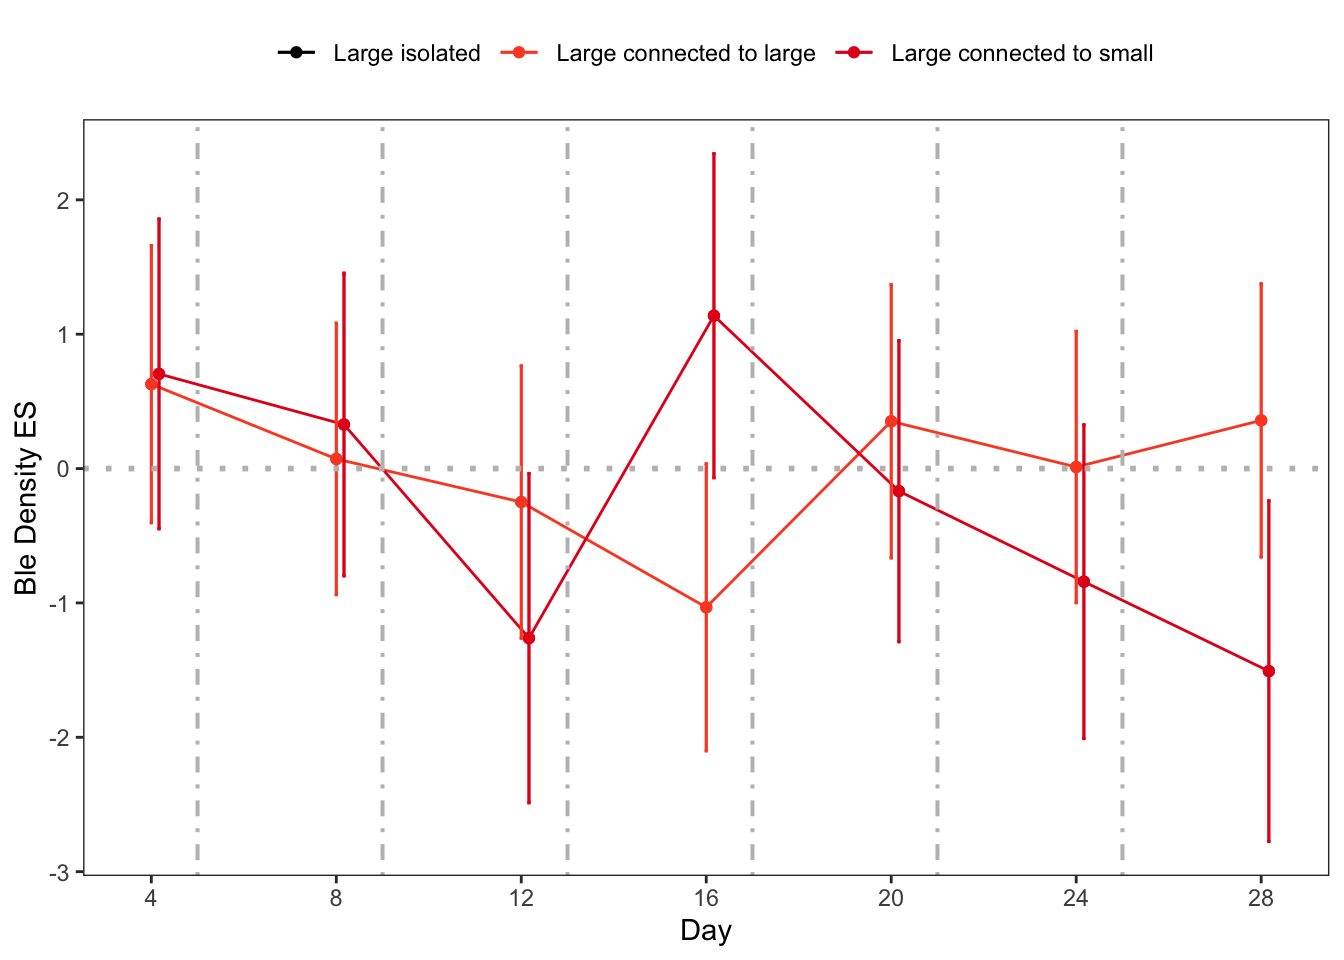 Large isolated Large connected to large Large connected to small
Ble Density ES
2
1
0
-1
-2
-3
4 8 12 16 20 24 28
Day